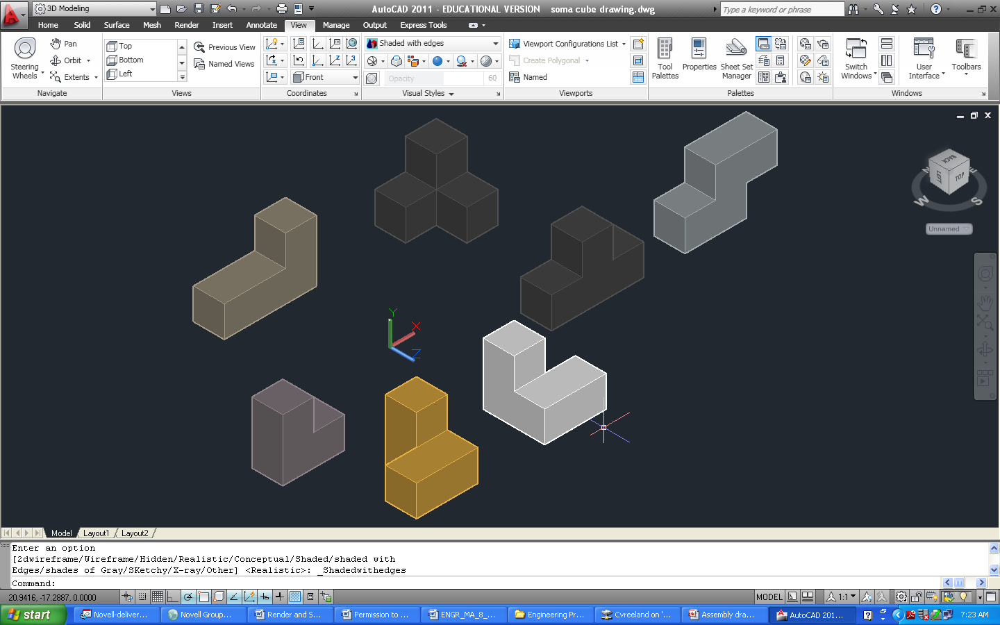 3D Modeling
AutoCAD 2011 - EDUCATIONAL VERSION soma cube drawing.dwg
Type a keyword or phrase
Home Solid Surface Mesh Render Insert Annotate View Manage Output Express Tools
Steering Wheels
Pan
Orbit
Extents
Navigate
Top
Bottom
Left
Previous View
Named Views
Views
Front
Coordinates
Shaded with edges
Opacity 60
Visual Styles
Viewport Configurations List
Create Polygonal
Named
Viewports
Tool Palettes
Properties
Sheet Set Manager
Palettes
Switch Windows
User Interface
Toolbars
Windows
BACK
LEFT
TOP
N
E
W
S
Unnamed
Y
X
Z
Model Layout1 Layout2
Enter an option
[2dwireframe/Wireframe/Hidden/Realistic/Conceptual/Shaded/shaded with
Edges/shades of Gray/SKetchy/X-ray/Other] <Realistic>: _Shadedwithedges
Command:
20.9416, -17.2887, 0.0000
MODEL
1:1
start
Novell-deliver...
Novell Group...
Render and S...
Permission to ...
ENGR_MA_8_...
Engineering Pr...
Cvreeland on '...
Assembly dra...
AutoCAD 201...
7:23 AM